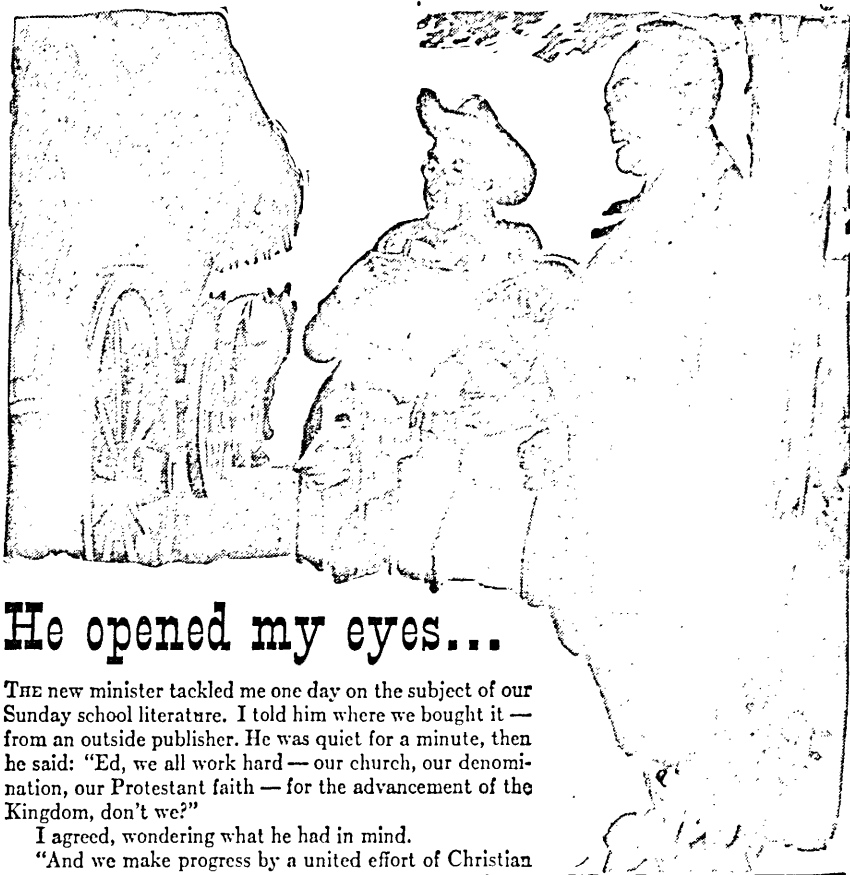 He opened my eyes...
THE new minister tackled me one day on the subject of our
Sunday school literature. I told him where we bought it —
from an outside publisher. He was quiet for a minute, then
he said: "Ed, we all work hard — our church, our denomi-
nation, our Protestant faith — for the advancement of the
Kingdom, don't we?"
I agreed, wondering what he had in mind.
"And we make progress by a united effort of Christian